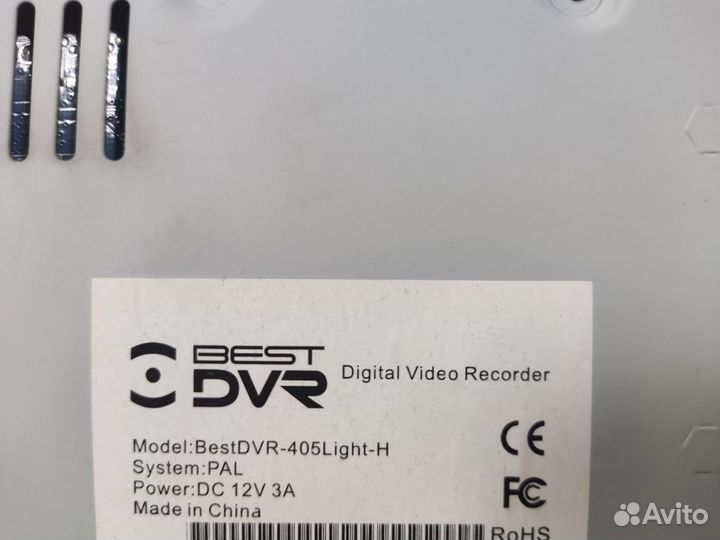 BEST
DVR
Digital Video Recorder
Model:BestDVR-405Light-H
System:PAL
Power:DC 12V 3A
Made in China
CE
FC
RoHS
Avito